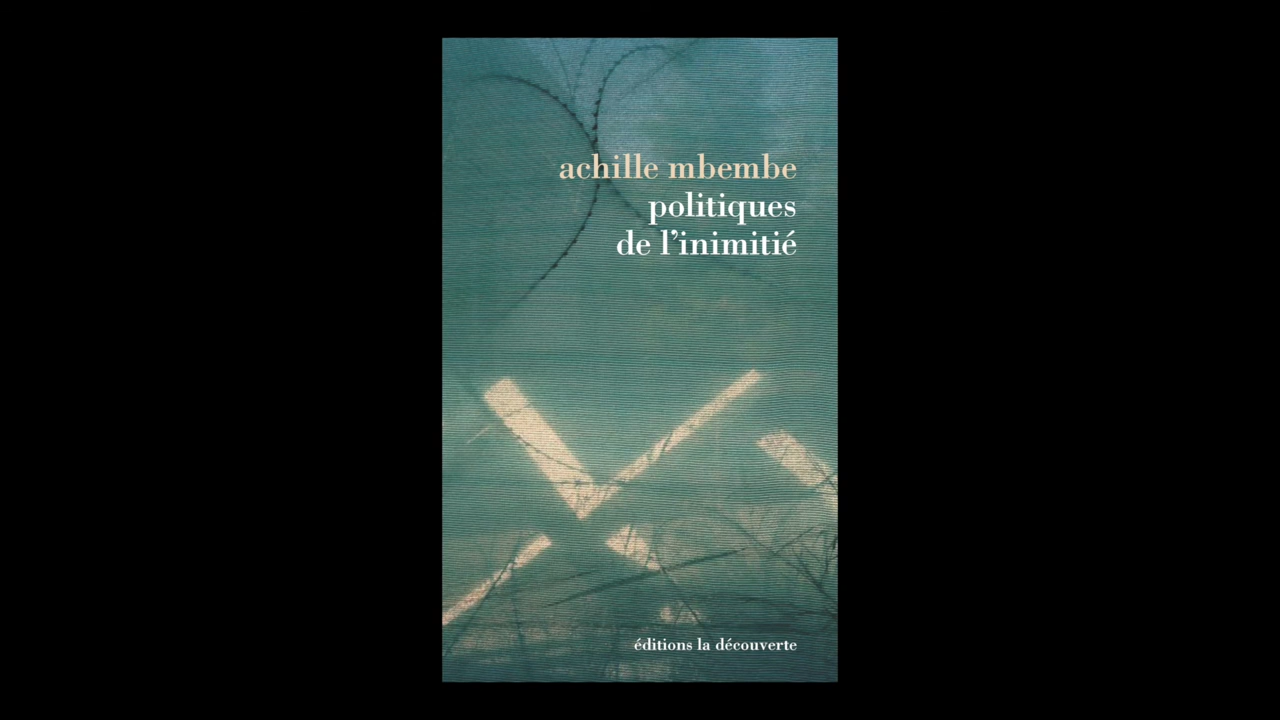 achille mbembe
politiques
de l’inimitié
éditions la découverte